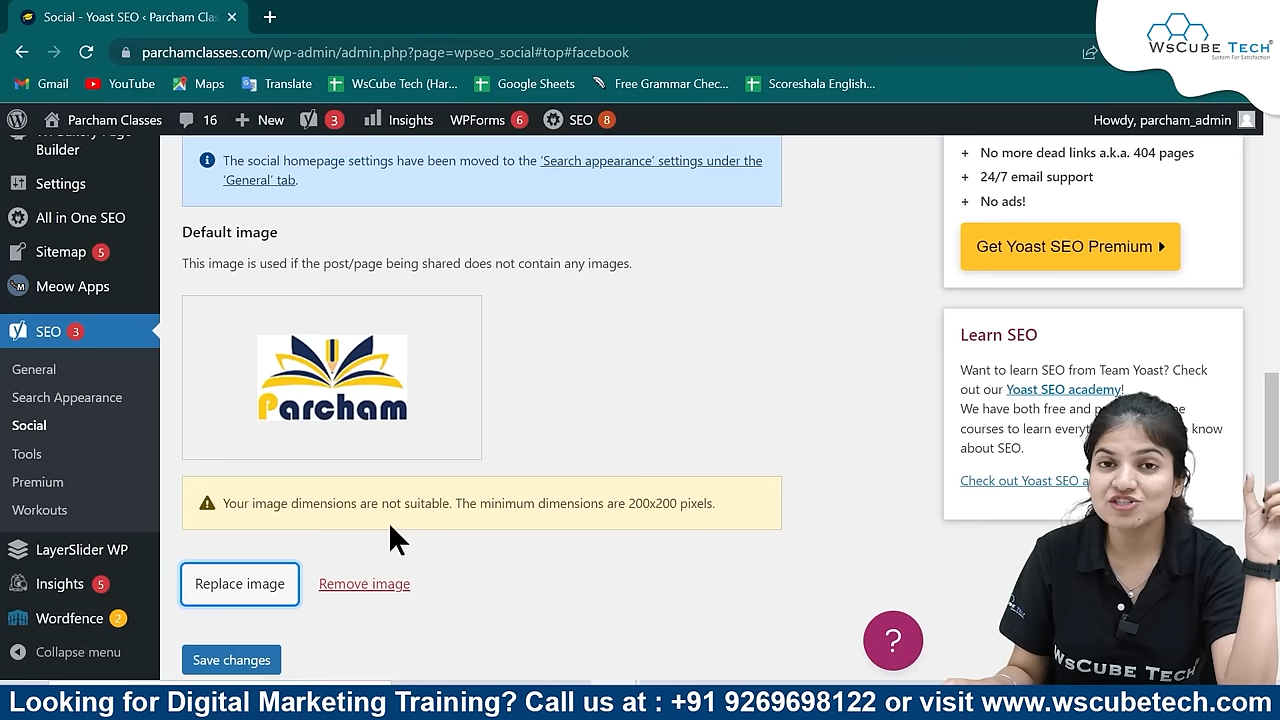 Social - Yoast SEO ‹ Parcham Clas
WSCUBE TECH
System For Satisfaction
parchamclasses.com/wp-admin/admin.php?page=wpseo_social#top#facebook
Gmail YouTube Maps Translate WsCube Tech (Har... Google Sheets Free Grammar Chec... Scoreshala English...
Parcham Classes 16 New 3 Insights WPForms 6 SEO 8 Howdy, parcham_admin
Builder
Settings
All in One SEO
Sitemap 5
Meow Apps
SEO 3
General
Search Appearance
Social
Tools
Premium
Workouts
LayerSlider WP
Insights 5
Wordfence 2
Collapse menu
The social homepage settings have been moved to the 'Search appearance' settings under the
'General' tab.
Default image
This image is used if the post/page being shared does not contain any images.
Parcham
Your image dimensions are not suitable. The minimum dimensions are 200x200 pixels.
Replace image Remove image
Save changes
+ No more dead links a.k.a. 404 pages
+ 24/7 email support
+ No ads!
Get Yoast SEO Premium
Learn SEO
Want to learn SEO from Team Yoast? Check
out our Yoast SEO academy!
We have both free and
courses to learn know
about SEO.
Check out Yoast SEO
?
WSCUBE TECH
Looking for Digital Marketing Training? Call us at : +91 9269698122 or visit www.wscubetech.com